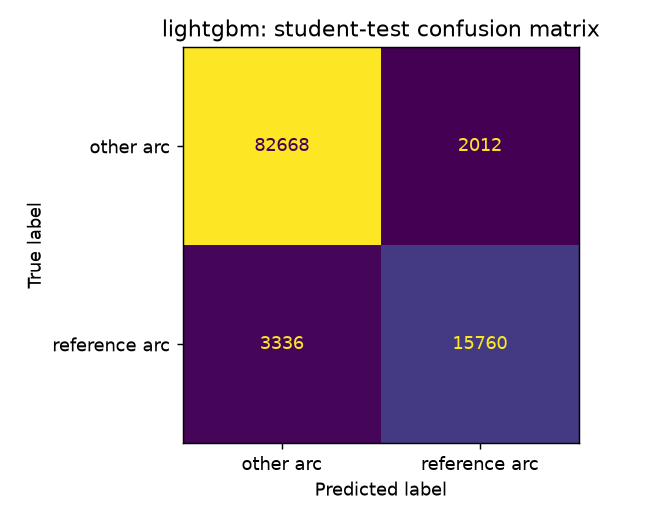 lightgbm: student-test confusion matrix
other arc
82668
2012
True label
reference arc
3336
15760
other arc
reference arc
Predicted label